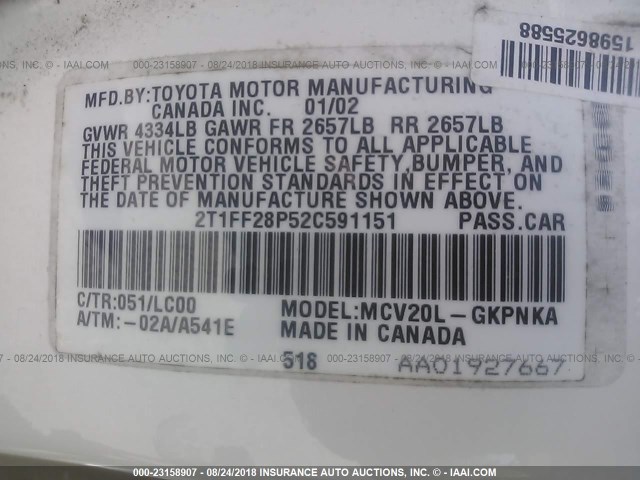 15986255588
MFD.BY:TOYOTA MOTOR MANUFACTURING
CANADA INC. 01/02
GVWR 4334LB GAWR FR 2657LB RR 2657LB
THIS VEHICLE CONFORMS TO ALL APPLICABLE
FEDERAL MOTOR VEHICLE SAFETY,BUMPER, AND
THEFT PREVENTION STANDARDS IN EFFECT ON
THE DATE OF MANUFACTURE SHOWN ABOVE.
2T1FF28P52C591151 PASS.CAR
C/TR:051/LC00
A/TM:-02A/A541E
MODEL:MCV20L-GKPNKA
MADE IN CANADA
518
AA01927667
000-23158907 - 08/24/2018 INSURANCE AUTO AUCTIONS, INC. - © - IAAI.COM